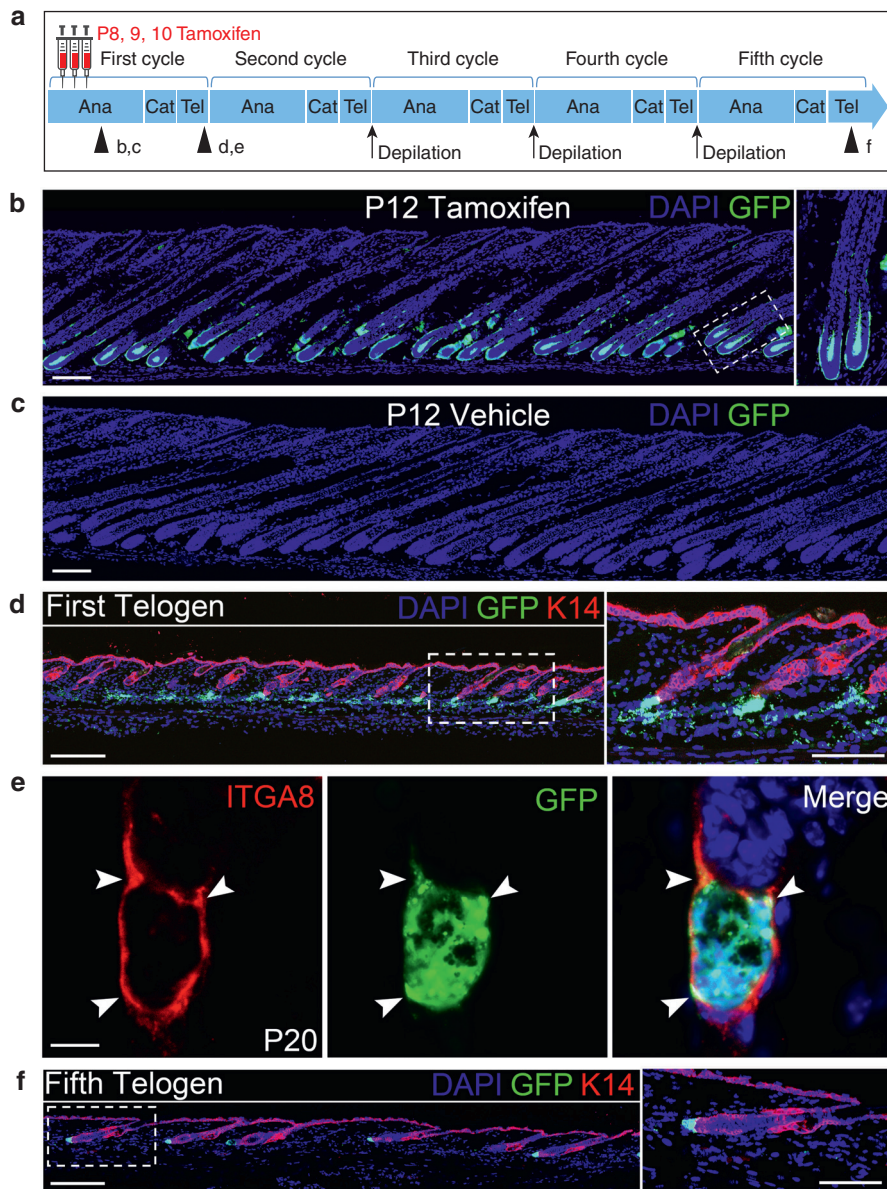 a
P8, 9, 10 Tamoxifen
First cycle Second cycle Third cycle Fourth cycle Fifth cycle
Ana Cat Tel Ana Cat Tel Ana Cat Tel Ana Cat Tel Ana Cat Tel
b,c d,e Depilation Depilation Depilation f
b
P12 Tamoxifen DAPI GFP
c
P12 Vehicle DAPI GFP
d
First Telogen DAPI GFP K14
e
ITGA8 GFP Merge
P20
f
Fifth Telogen DAPI GFP K14